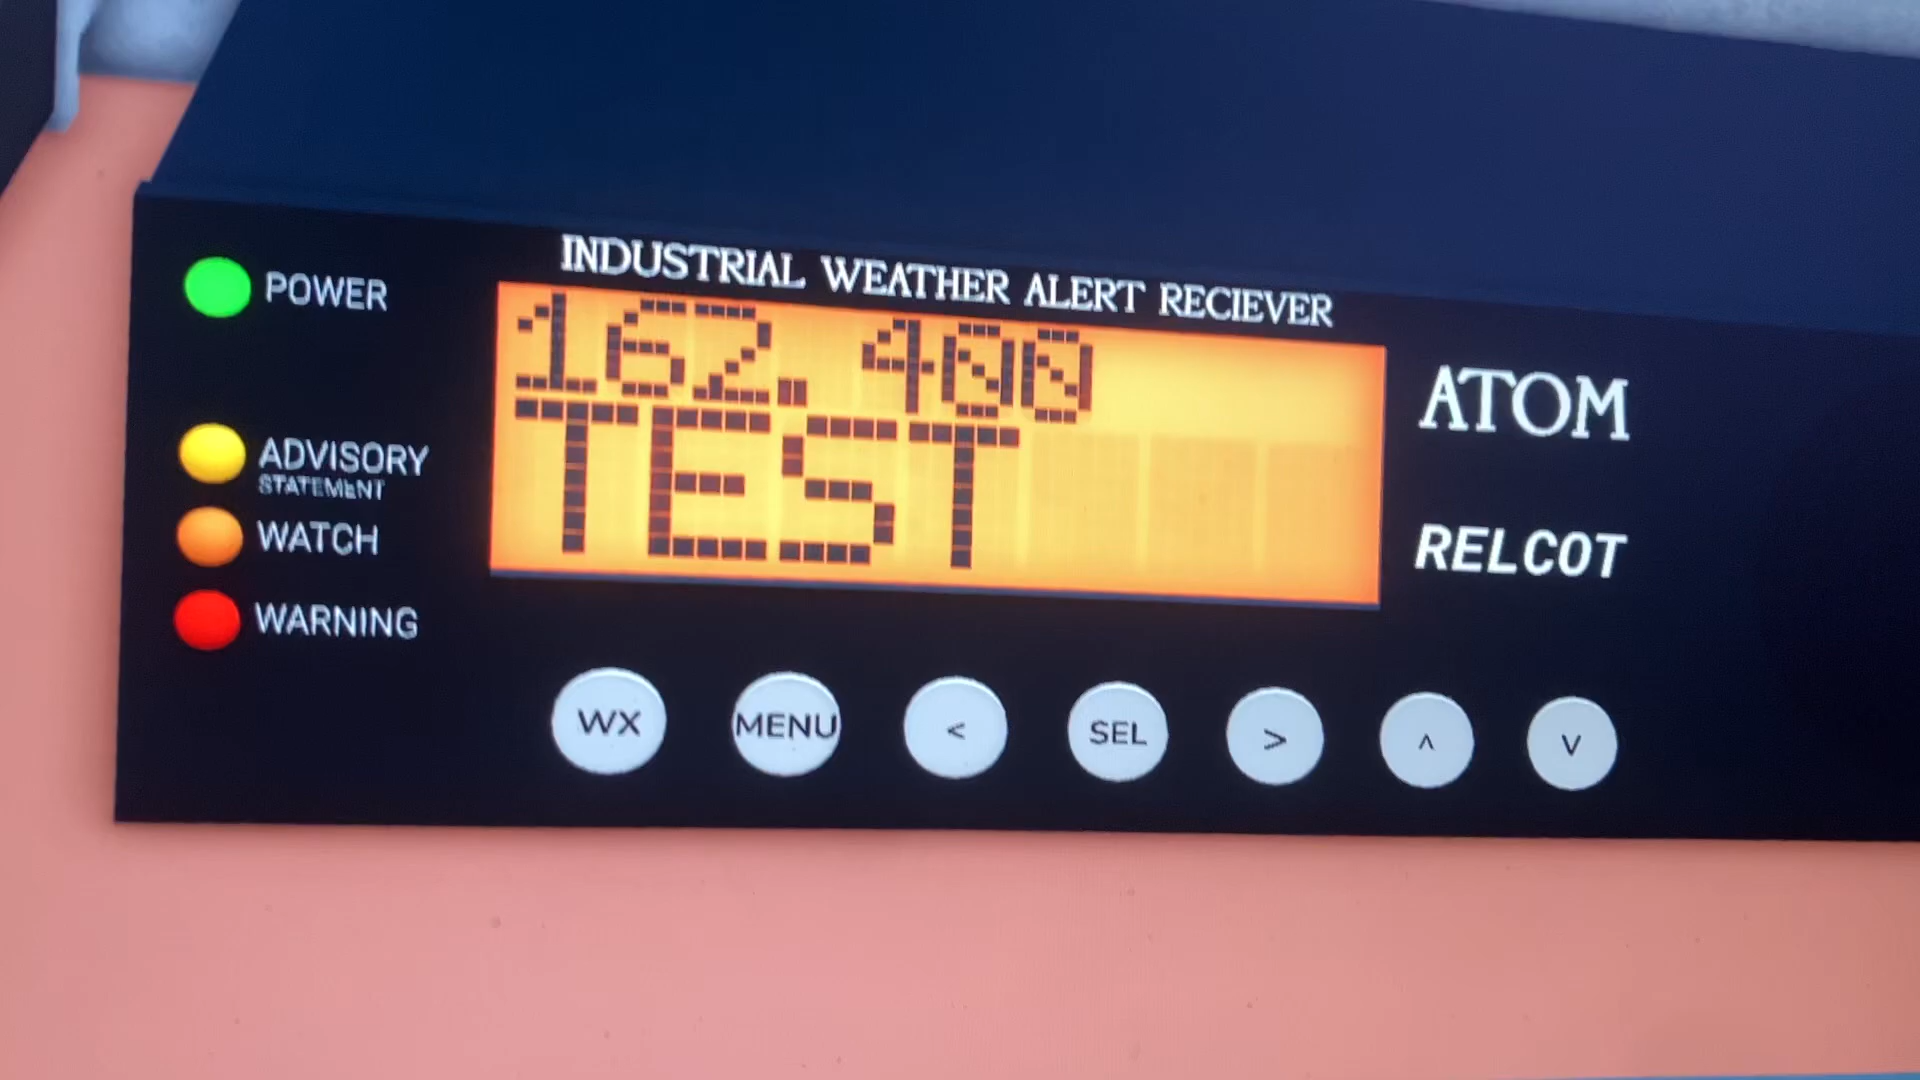 INDUSTRIAL WEATHER ALERT RECIEVER
POWER
162.400
TEST
ATOM
ADVISORY
STATEMENT
WATCH
RELCOT
WARNING
WX
MENU
<
SEL
>
^
v